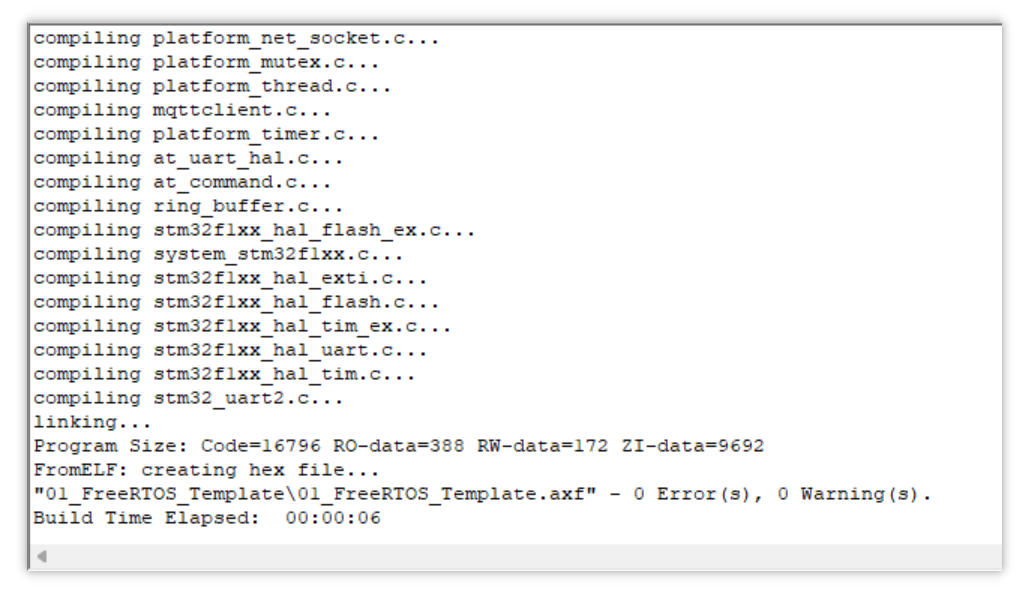 compiling platform_net_socket.c...
compiling platform_mutex.c...
compiling platform_thread.c...
compiling mqttclient.c...
compiling platform_timer.c...
compiling at_uart_hal.c...
compiling at_command.c...
compiling ring_buffer.c...
compiling stm32f1xx_hal_flash_ex.c...
compiling system_stm32f1xx.c...
compiling stm32f1xx_hal_exti.c...
compiling stm32f1xx_hal_flash.c...
compiling stm32f1xx_hal_tim_ex.c...
compiling stm32f1xx_hal_uart.c...
compiling stm32f1xx_hal_tim.c...
compiling stm32_uart2.c...
linking...
Program Size: Code=16796 RO-data=388 RW-data=172 ZI-data=9692
FromELF: creating hex file...
"01_FreeRTOS_Template\01_FreeRTOS_Template.axf" - 0 Error(s), 0 Warning(s).
Build Time Elapsed:  00:00:06